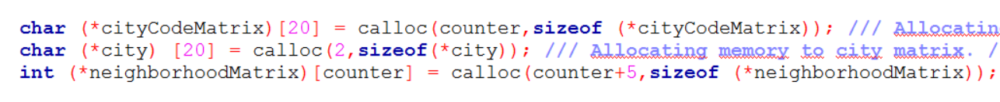 char (*cityCodeMatrix)[20] = calloc(counter,sizeof (*cityCodeMatrix)); /// Allocatin
char (*city) [20] = calloc(2,sizeof(*city)); /// Allocating memory to city matrix. /
int (*neighborhoodMatrix)[counter] = calloc(counter+5,sizeof (*neighborhoodMatrix));